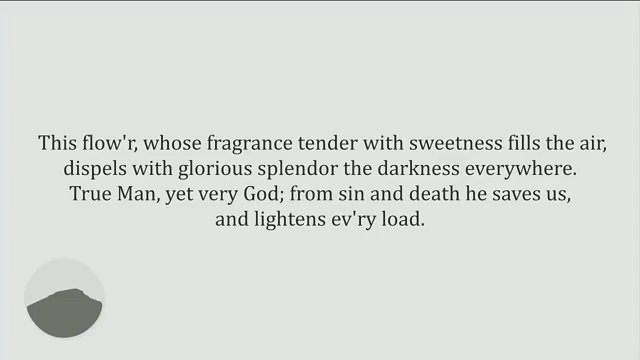 This flow'r, whose fragrance tender with sweetness fills the air,
dispels with glorious splendor the darkness everywhere.
True Man, yet very God; from sin and death he saves us,
and lightens ev'ry load.